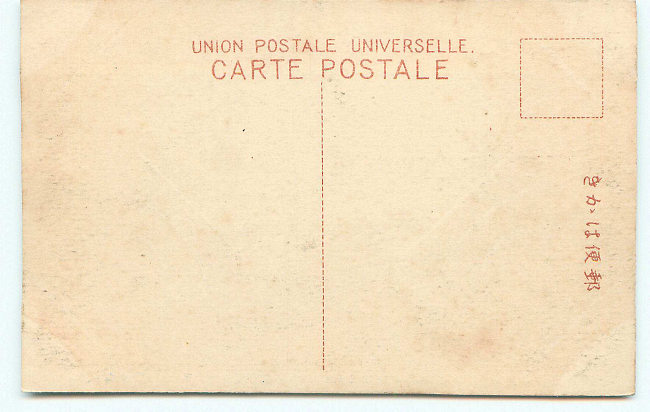 UNION POSTALE UNIVERSELLE.
CARTE POSTALE
郵便はかき